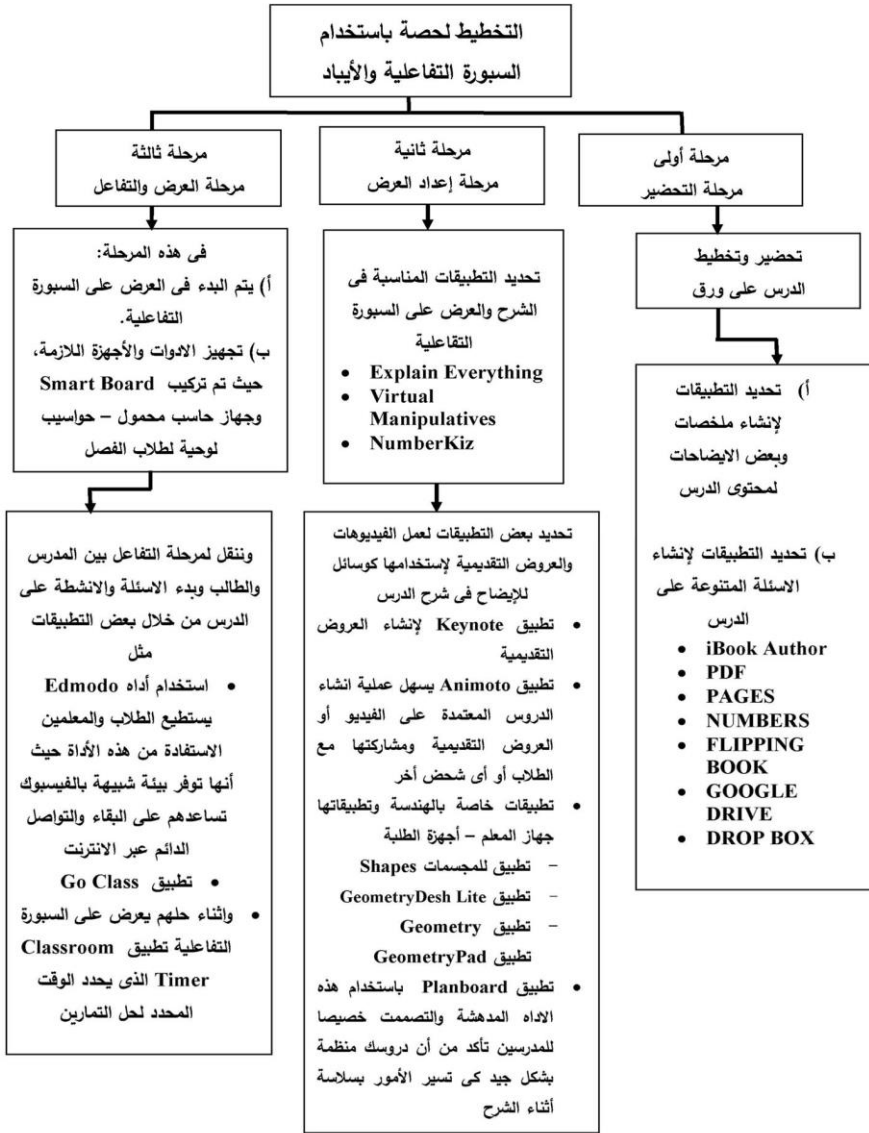 التخطيط لحصة باستخدام
السبورة التفاعلية والأيباد
مرحلة أولى
مرحلة التحضير
تحضير وتخطيط
الدرس على ورق
أ) تحديد التطبيقات
لإنشاء ملخصات
وبعض الايضاحات
لمحتوى الدرس
ب) تحديد التطبيقات لإنشاء
الاسئلة المتنوعة على
الدرس
• iBook Author
• PDF
• PAGES
• NUMBERS
• FLIPPING
BOOK
• GOOGLE
DRIVE
• DROP BOX
مرحلة ثانية
مرحلة إعداد العرض
تحديد التطبيقات المناسبة فى
الشرح والعرض على السبورة
التفاعلية
• Explain Everything
• Virtual
Manipulatives
• NumberKiz
تحديد بعض التطبيقات لعمل الفيديوهات
والعروض التقديمية لإستخدامها كوسائل
للإيضاح فى شرح الدرس
• تطبيق Keynote لإنشاء العروض
التقديمية
• تطبيق Animoto يسهل عملية انشاء
الدروس المعتمدة على الفيديو أو
العروض التقديمية ومشاركتها مع
الطلاب أو أى شحض أخر
• تطبيقات خاصة بالهندسة وتطبيقاتها
جهاز المعلم – أجهزة الطلبة
– تطبيق للمجسمات Shapes
– تطبيق GeometryDesh Lite
– تطبيق Geometry
تطبيق GeometryPad
• تطبيق Planboard باستخدام هذه
الاداه المدهشة والتصممت خصيصا
للمدرسين تأكد من أن دروسك منظمة
بشكل جيد كى تسير الأمور بسلاسة
أثناء الشرح
مرحلة ثالثة
مرحلة العرض والتفاعل
فى هذه المرحلة:
أ) يتم البدء فى العرض على السبورة
التفاعلية.
ب) تجهيز الادوات والأجهزة اللازمة،
حيث تم تركيب Smart Board
وجهاز حاسب محمول – حواسيب
لوحية لطلاب الفصل
وننقل لمرحلة التفاعل بين المدرس
والطالب وبدء الاسئلة والانشطة على
الدرس من خلال بعض التطبيقات
مثل
• استخدام أداه Edmodo
يستطيع الطلاب والمعلمين
الاستفادة من هذه الأداة حيث
أنها توفر بيئة شبيهة بالفيسبوك
تساعدهم على البقاء والتواصل
الدائم عبر الانترنت
• تطبيق Go Class
• واثناء حلهم يعرض على السبورة
التفاعلية تطبيق Classroom
Timer الذى يحدد الوقت
المحدد لحل التمارين